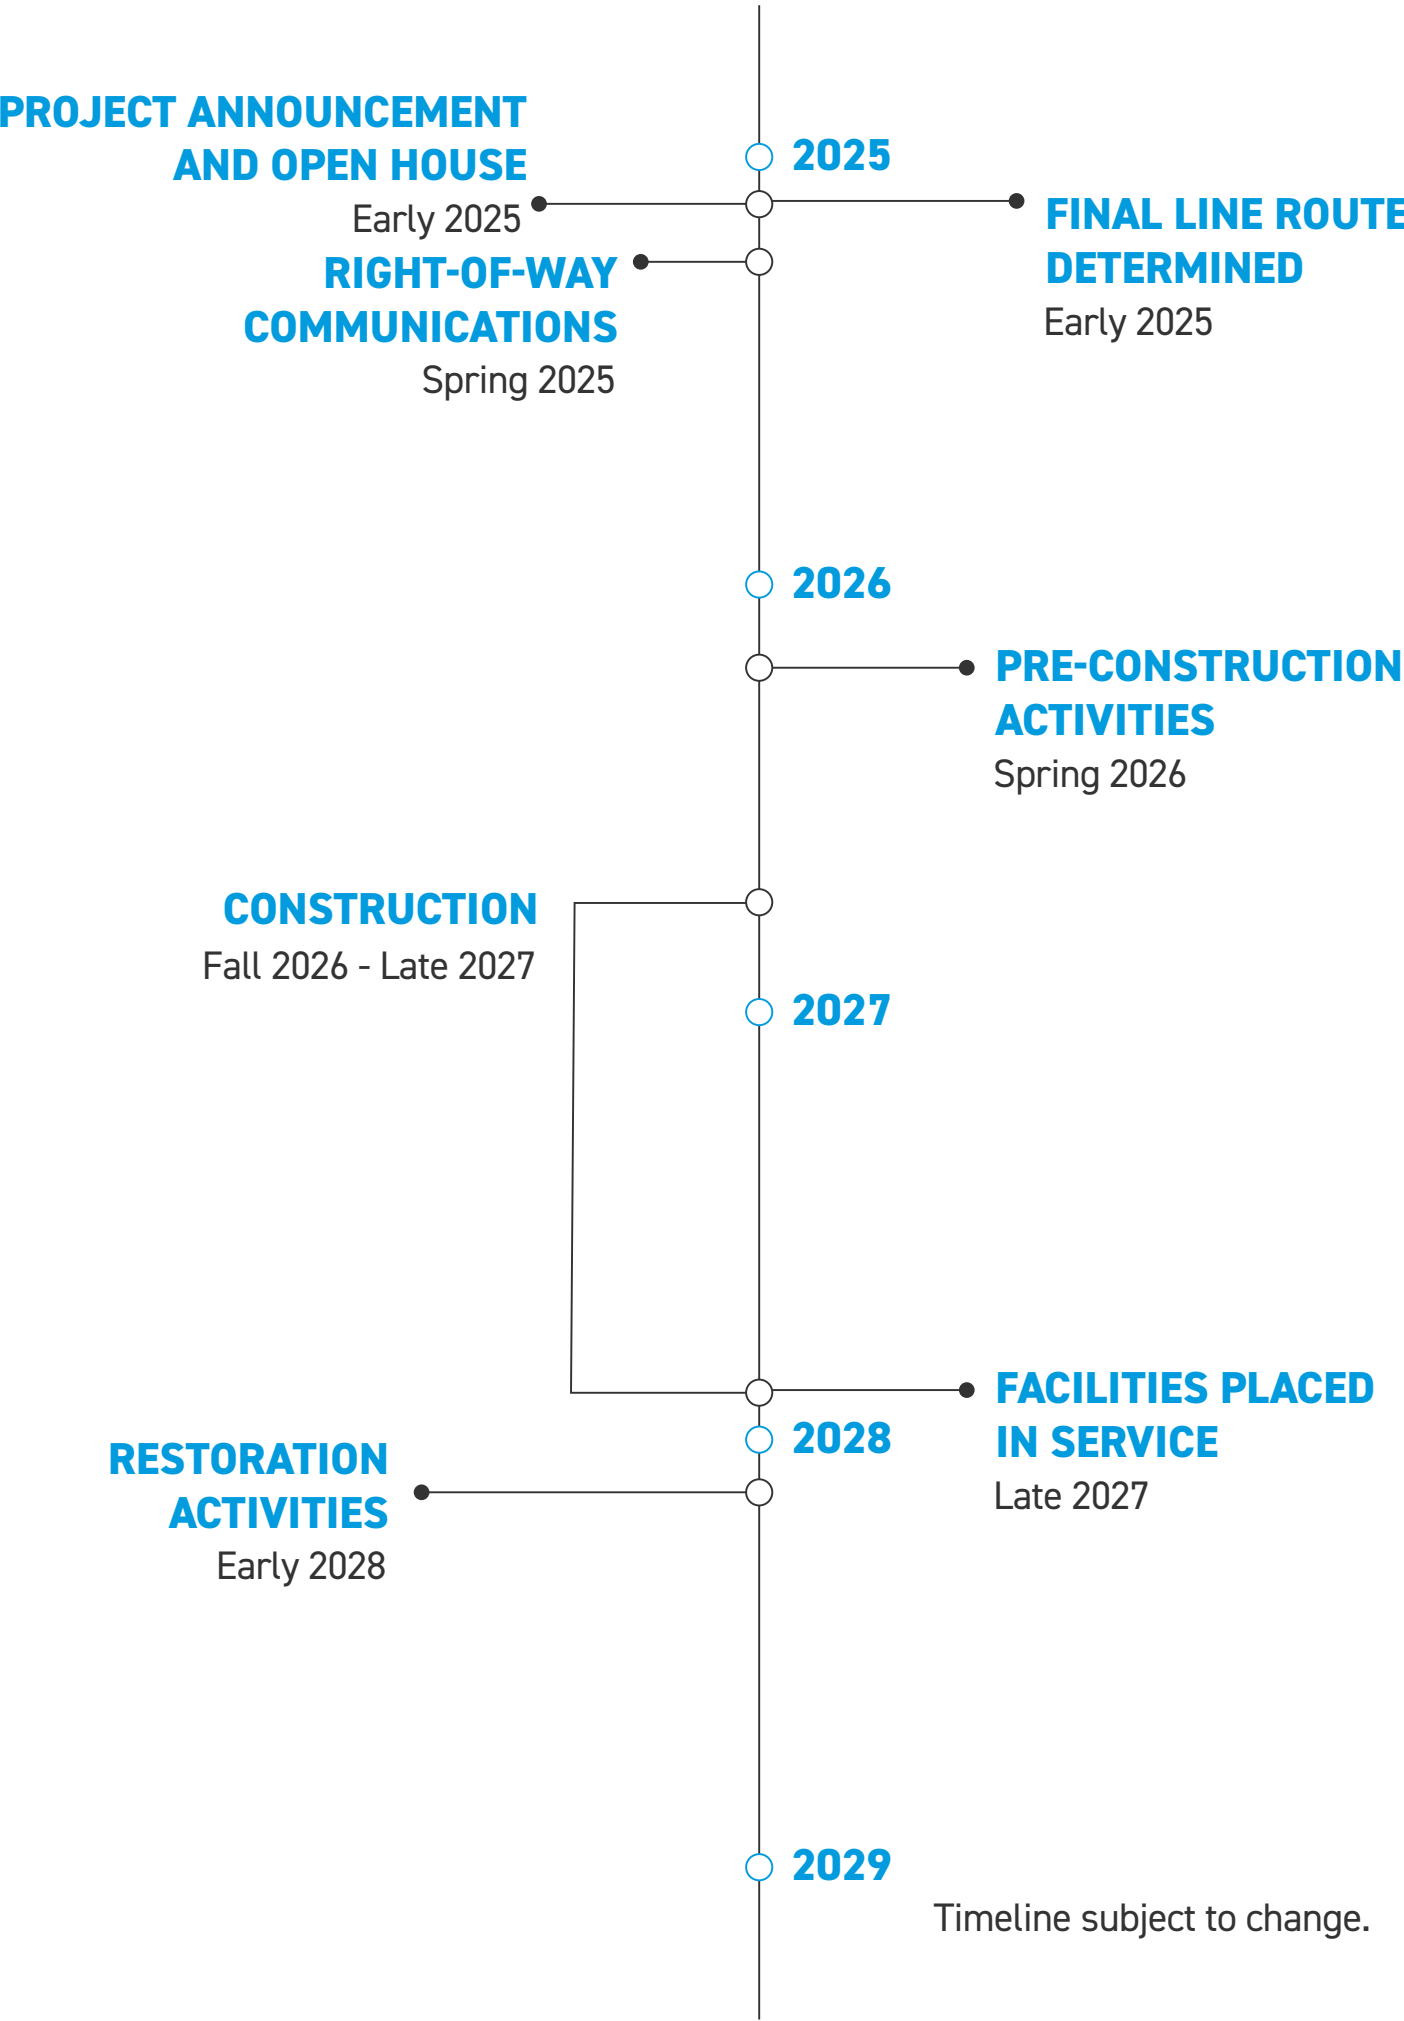 PROJECT ANNOUNCEMENT
AND OPEN HOUSE
Early 2025
2025
FINAL LINE ROUTE
DETERMINED
Early 2025
RIGHT-OF-WAY
COMMUNICATIONS
Spring 2025
2026
PRE-CONSTRUCTION
ACTIVITIES
Spring 2026
CONSTRUCTION
Fall 2026 - Late 2027
2027
FACILITIES PLACED
IN SERVICE
Late 2027
2028
RESTORATION
ACTIVITIES
Early 2028
2029
Timeline subject to change.